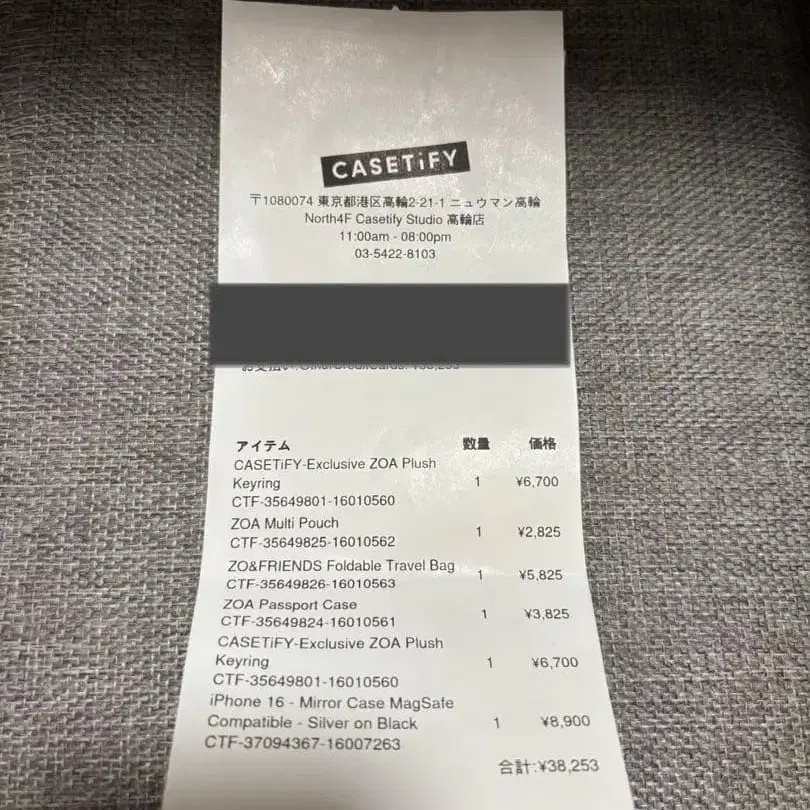 CASETiFY
〒1080074 東京都港区高輪2-21-1 ニュウマン高輪
North4F Casetify Studio 高輪店
11:00am - 08:00pm
03-5422-8103
アイテム 数量 価格
CASETiFY-Exclusive ZOA Plush
Keyring 1 ¥6,700
CTF-35649801-16010560
ZOA Multi Pouch
1 ¥2,825
CTF-35649825-16010562
ZO&FRIENDS Foldable Travel Bag
1 ¥5,825
CTF-35649826-16010563
ZOA Passport Case
1 ¥3,825
CTF-35649824-16010561
CASETiFY-Exclusive ZOA Plush
Keyring 1 ¥6,700
CTF-35649801-16010560
iPhone 16 - Mirror Case MagSafe
Compatible - Silver on Black 1 ¥8,900
CTF-37094367-16007263
合計:¥38,253